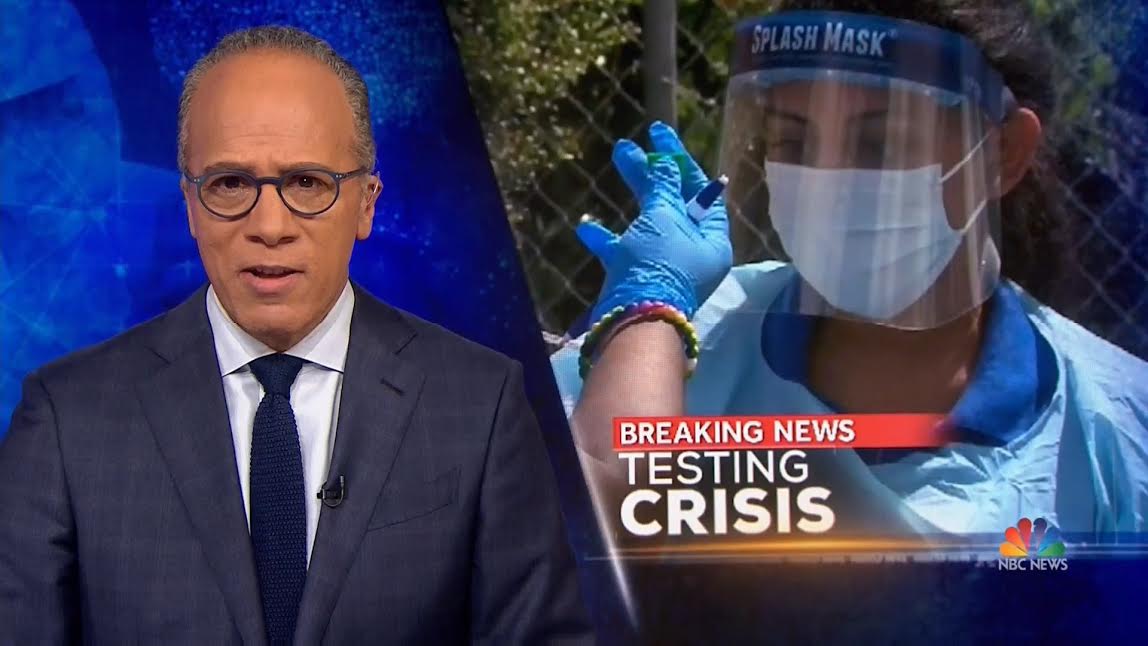 SPLASH MASK®
BREAKING NEWS
TESTING
CRISIS
NBC NEWS